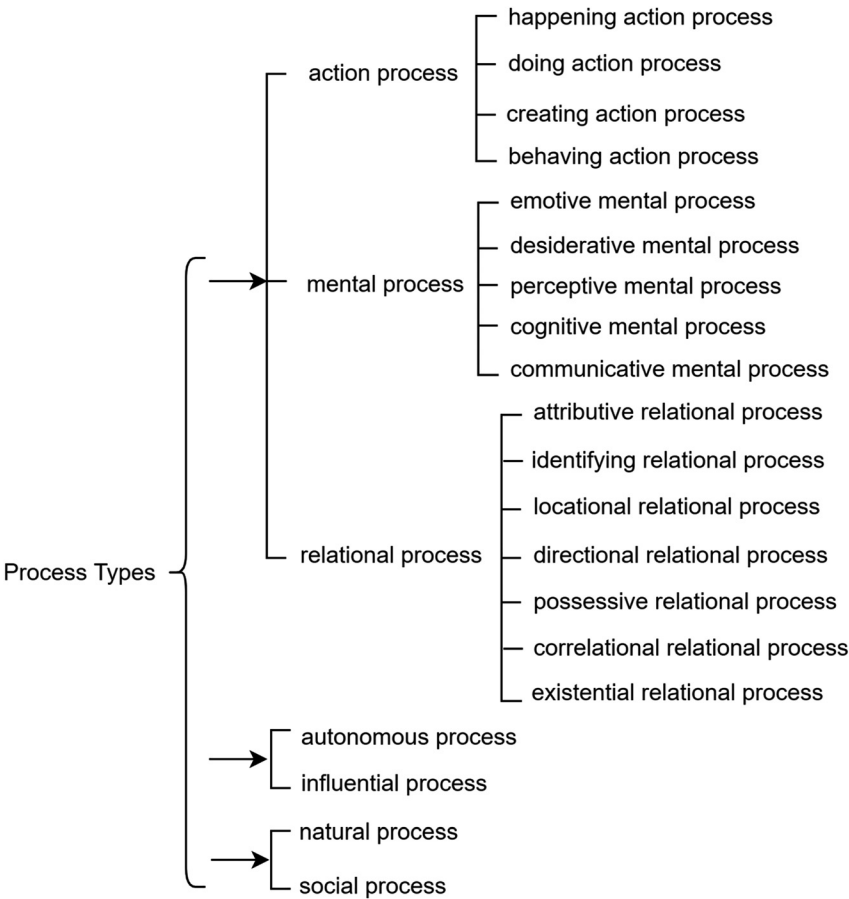 happening action process
action process
doing action process
creating action process
behaving action process
emotive mental process
desiderative mental process
mental process
perceptive mental process
cognitive mental process
communicative mental process
attributive relational process
identifying relational process
locational relational process
relational process
directional relational process
Process Types
possessive relational process
correlational relational process
existential relational process
autonomous process
influential process
natural process
social process